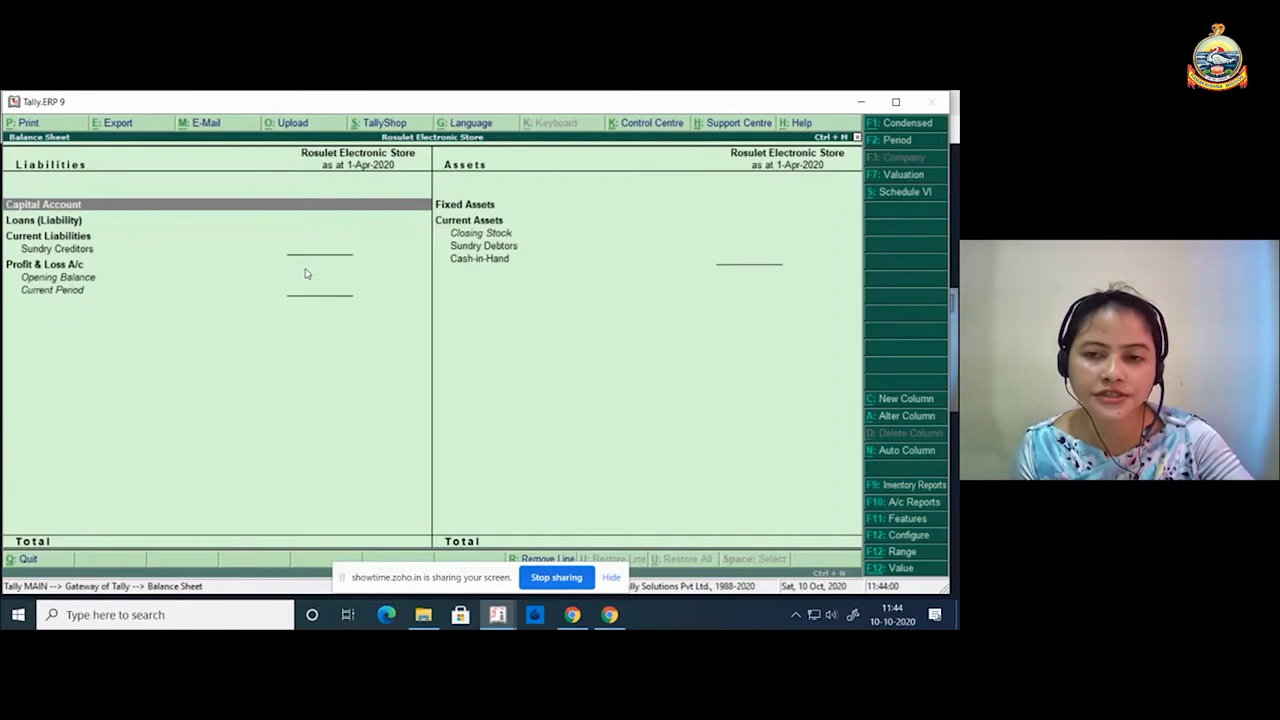 Tally.ERP 9
P: Print E: Export M: E-Mail O: Upload S: TallyShop G: Language K: Keyboard K: Control Centre H: Support Centre H: Help
Balance Sheet Rosulet Electronic Store Ctrl + M
Liabilities Rosulet Electronic Store as at 1-Apr-2020
Assets Rosulet Electronic Store as at 1-Apr-2020
Capital Account
Loans (Liability)
Current Liabilities
Sundry Creditors
Profit & Loss A/c
Opening Balance
Current Period
Fixed Assets
Current Assets
Closing Stock
Sundry Debtors
Cash-in-Hand
Total Total
F1: Condensed
F2: Period
F3: Company
F7: Valuation
S: Schedule VI
C: New Column
A: Alter Column
D: Delete Column
N: Auto Column
F9: Inventory Reports
F10: A/c Reports
F11: Features
F12: Configure
F12: Range
F12: Value
Q: Quit R: Remove Line U: Restore Line U: Restore All Space: Select
Ctrl + N
showtime.zoho.in is sharing your screen. Stop sharing Hide
Tally MAIN --> Gateway of Tally --> Balance Sheet Solutions Pvt Ltd., 1988-2020 Sat, 10 Oct, 2020 11:44:00
Type here to search
11:44
10-10-2020